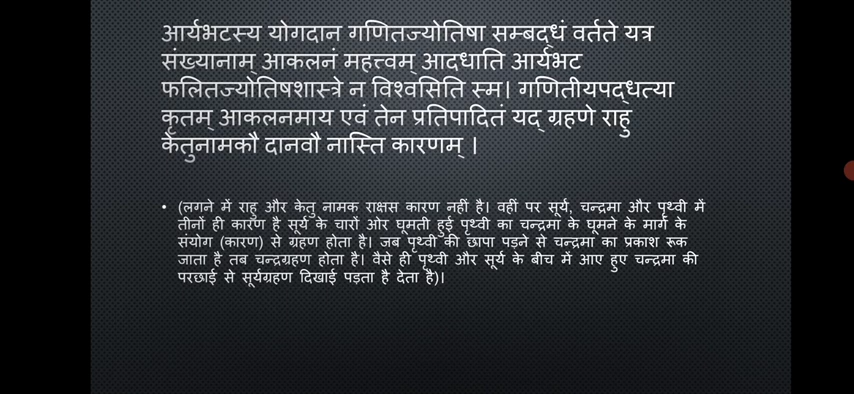 आर्यभटस्य योगदान गणितज्योतिषा सम्बद्धं वर्तते यत्र
संख्यानाम् आकलनं महत्त्वम् आदधाति आर्यभट
फलितज्योतिषशास्त्रे न विश्वसिति स्म। गणितीयपद्धत्या
कृतम् आकलनमाय एवं तेन प्रतिपादितं यद् ग्रहणे राहु
केतुनामकौ दानवौ नास्ति कारणम् ।
• (लगने में राहु और केतु नामक राक्षस कारण नहीं है। वहीं पर सूर्य, चन्द्रमा और पृथ्वी में
तीनों ही कारण है सूर्य के चारों ओर घूमती हुई पृथ्वी का चन्द्रमा के घूमने के मार्ग के
संयोग (कारण) से ग्रहण होता है। जब पृथ्वी की छापा पड़ने से चन्द्रमा का प्रकाश रूक
जाता है तब चन्द्रग्रहण होता है। वैसे ही पृथ्वी और सूर्य के बीच में आए हुए चन्द्रमा की
परछाई से सूर्यग्रहण दिखाई पड़ता है देता है)।